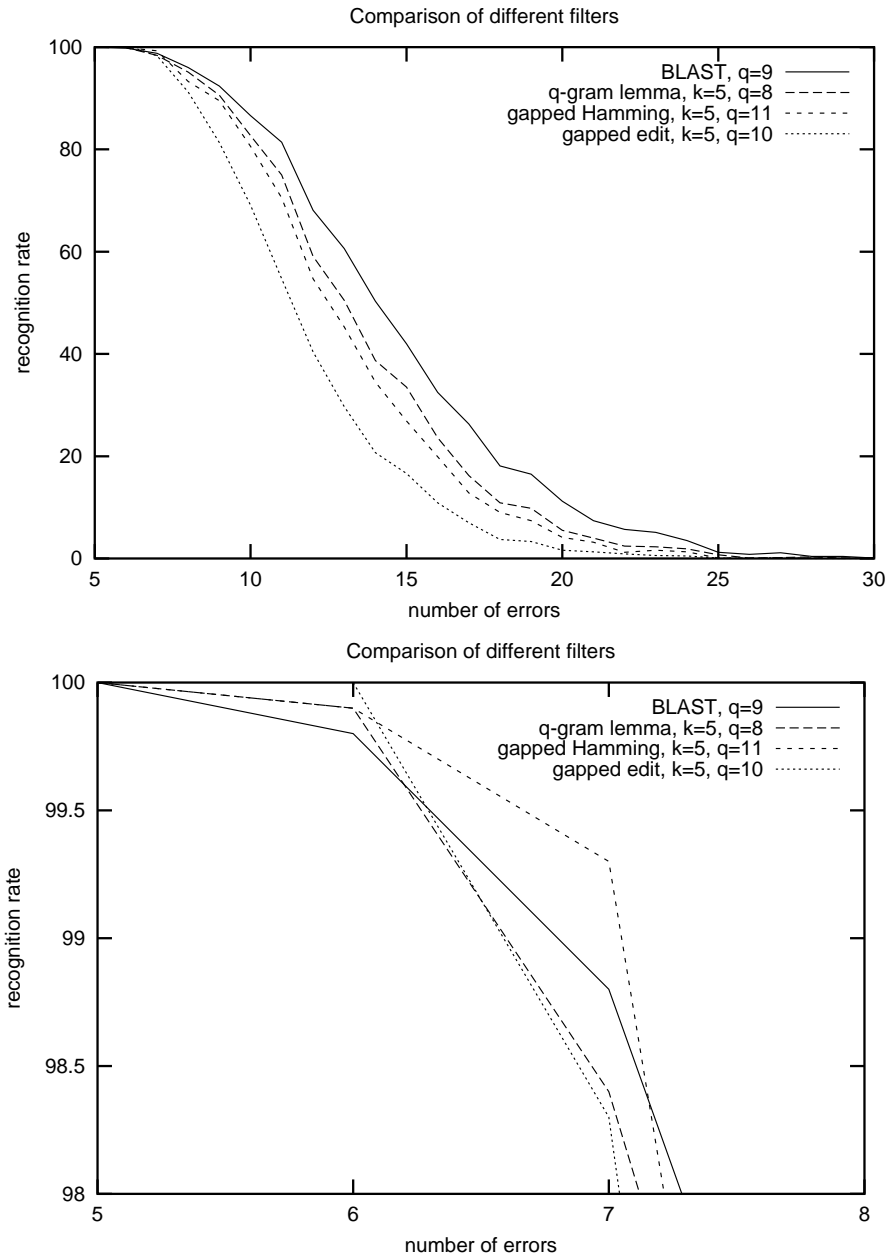 Comparison of different filters
100
80
60
40
20
0
recognition rate
BLAST, q=9
q-gram lemma, k=5, q=8
gapped Hamming, k=5, q=11
gapped edit, k=5, q=10
5 10 15 20 25 30
number of errors
Comparison of different filters
100
99.5
99
98.5
98
recognition rate
BLAST, q=9
q-gram lemma, k=5, q=8
gapped Hamming, k=5, q=11
gapped edit, k=5, q=10
5 6 7 8
number of errors